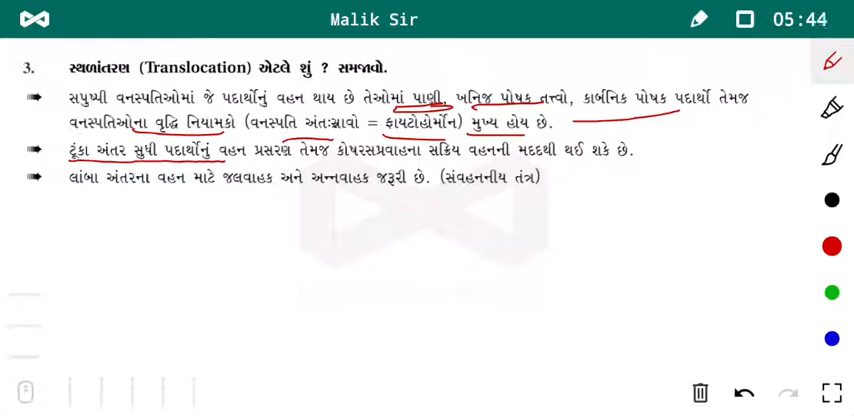 Malik Sir
05:44
3. સ્થળાંતરણ (Translocation) એટલે શું ? સમજાવો.
➠ સપુષ્પી વનસ્પતિઓમાં જે પદાર્થોનું વહન થાય છે તેઓમાં પાણી, ખનિજ પોષક તત્ત્વો, કાર્બનિક પોષક પદાર્થો તેમજ
વનસ્પતિઓના વૃદ્ધિ નિયામકો (વનસ્પતિ અંતઃસ્રાવો = ફાયટોહોર્મોન) મુખ્ય હોય છે.
➠ ટૂંકા અંતર સુધી પદાર્થોનું વહન પ્રસરણ તેમજ કોષરસપ્રવાહના સક્રિય વહનની મદદથી થઈ શકે છે.
➠ લાંબા અંતરના વહન માટે જલવાહક અને અન્નવાહક જરૂરી છે. (સંવહનનીય તંત્ર)